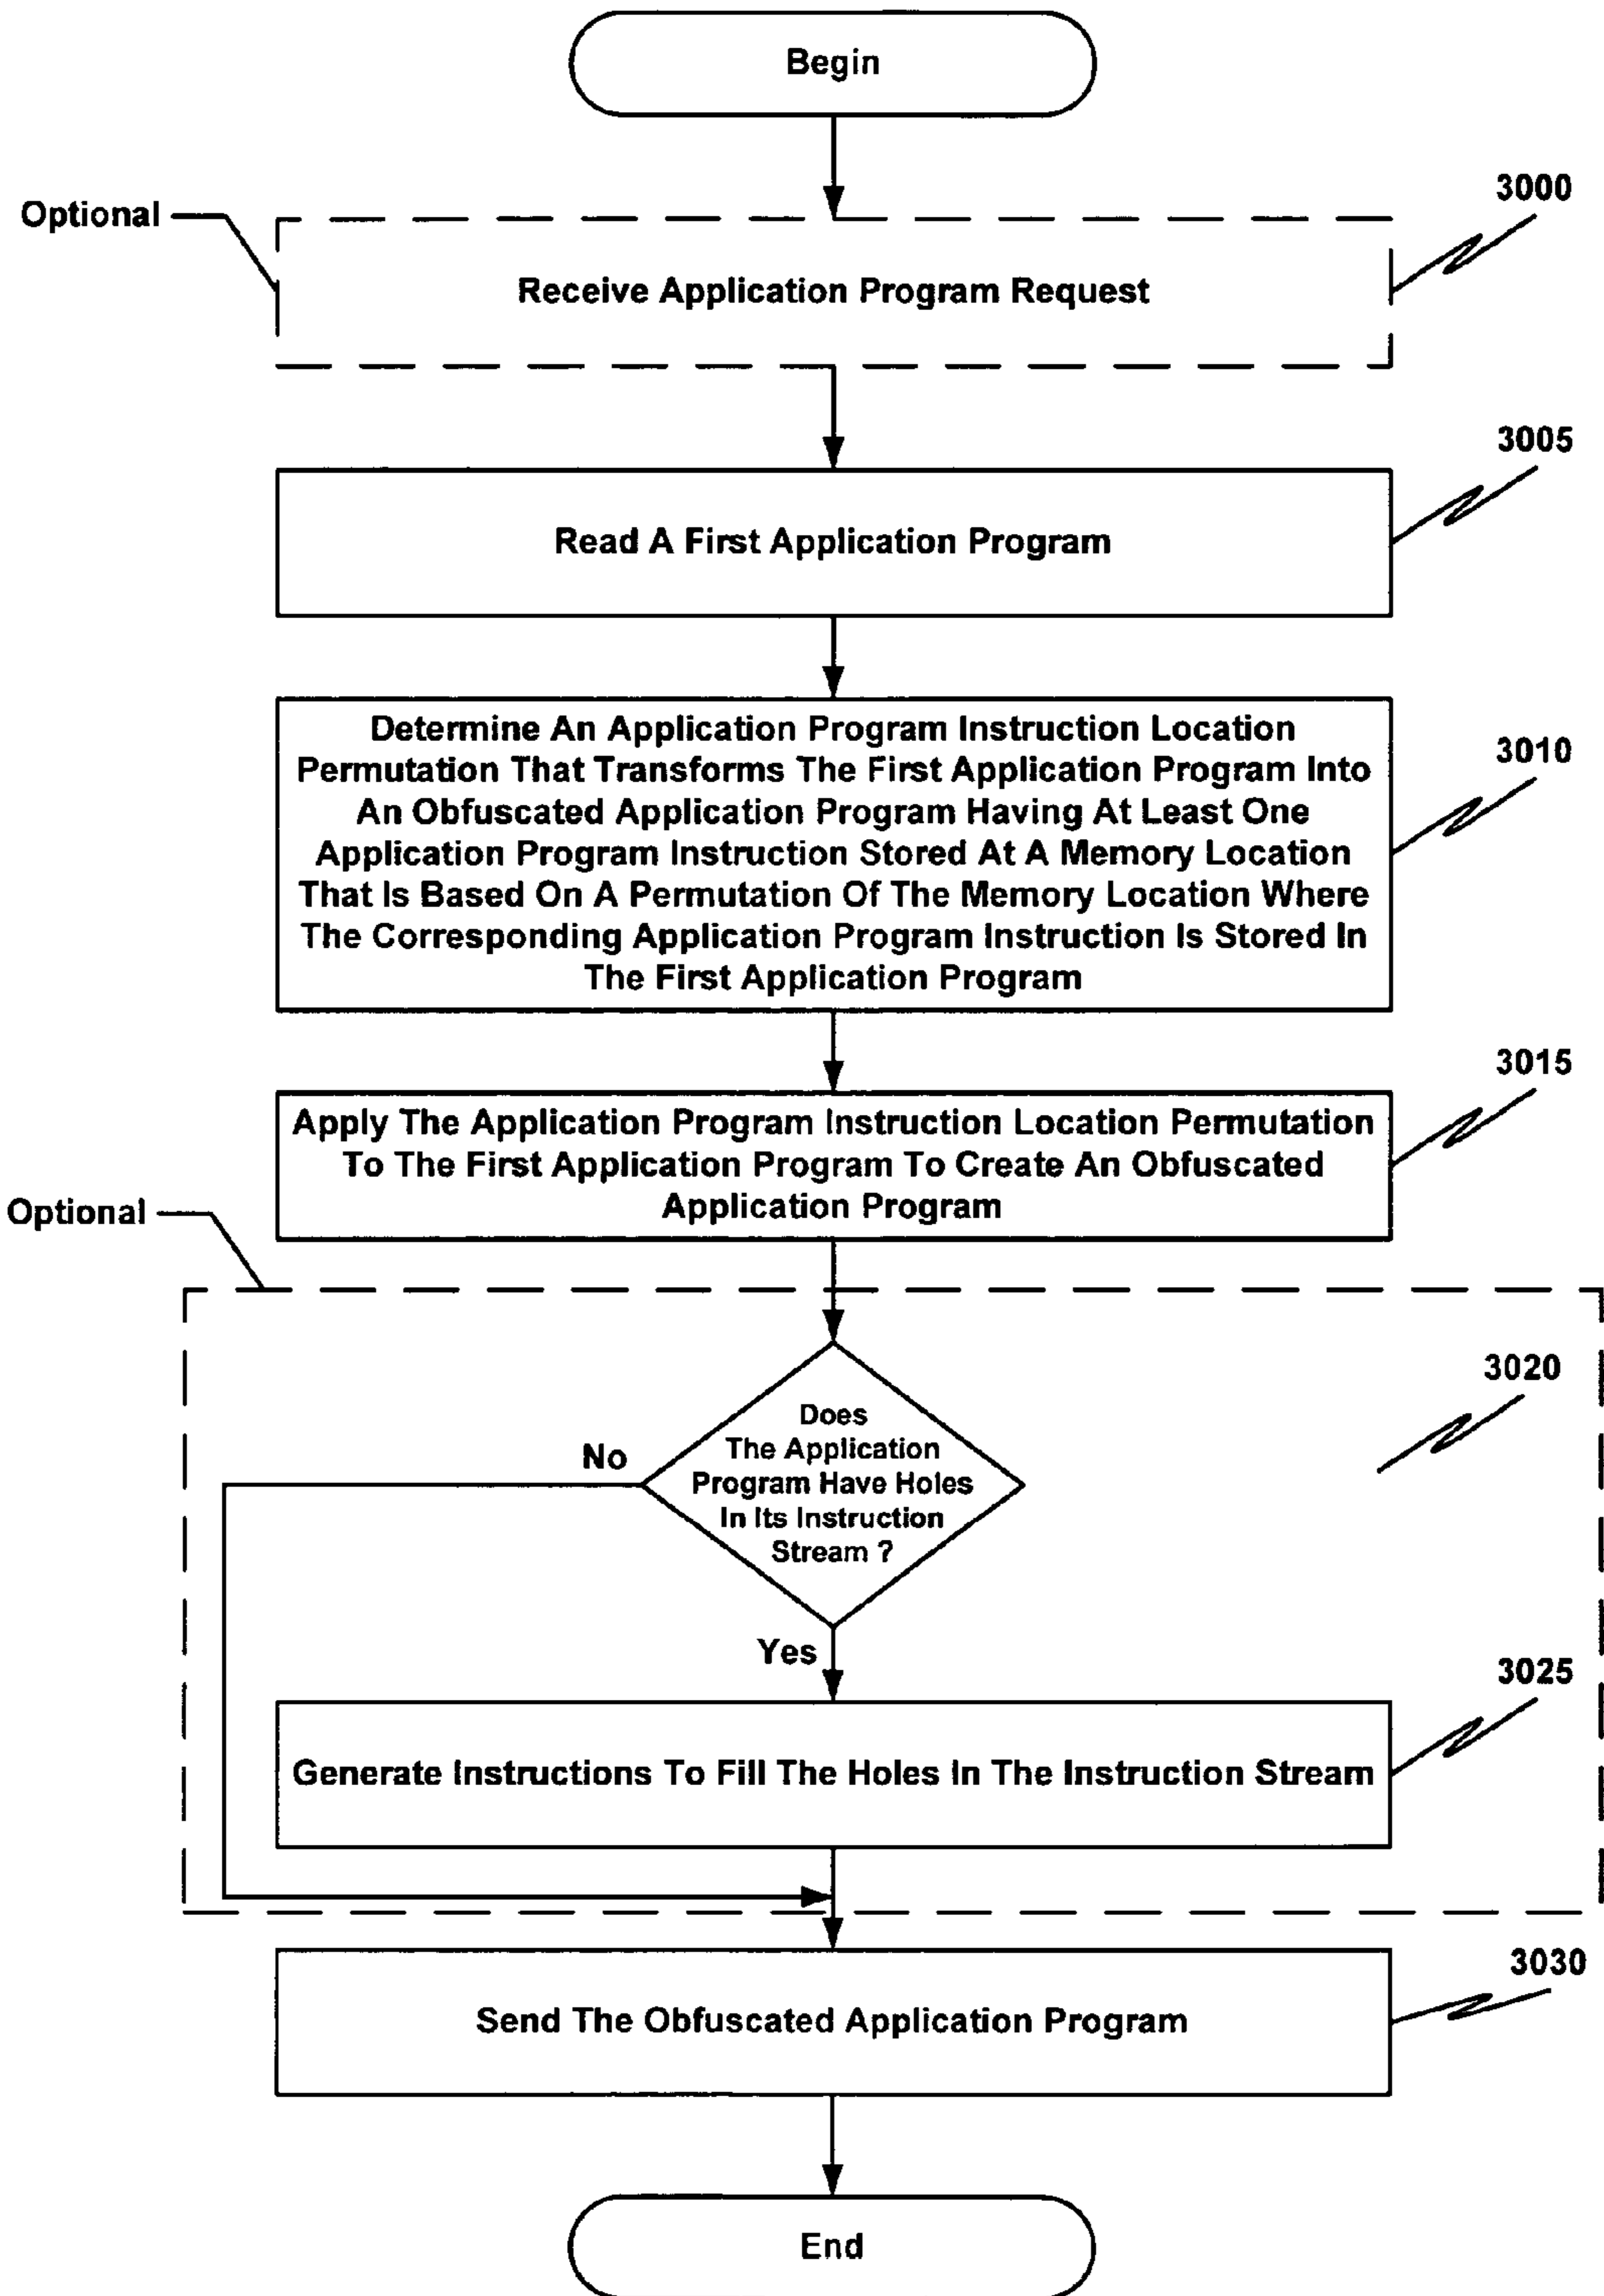 Begin
Optional
3000
Receive Application Program Request
3005
Read A First Application Program
Determine An Application Program Instruction Location
Permutation That Transforms The First Application Program Into
An Obfuscated Application Program Having At Least One
Application Program Instruction Stored At A Memory Location
That Is Based On A Permutation Of The Memory Location Where
The Corresponding Application Program Instruction Is Stored In
The First Application Program
3010
3015
Apply The Application Program Instruction Location Permutation
To The First Application Program To Create An Obfuscated
Application Program
Optional
3020
Does
The Application
Program Have Holes
In Its Instruction
Stream ?
No
Yes
3025
Generate Instructions To Fill The Holes In The Instruction Stream
3030
Send The Obfuscated Application Program
End